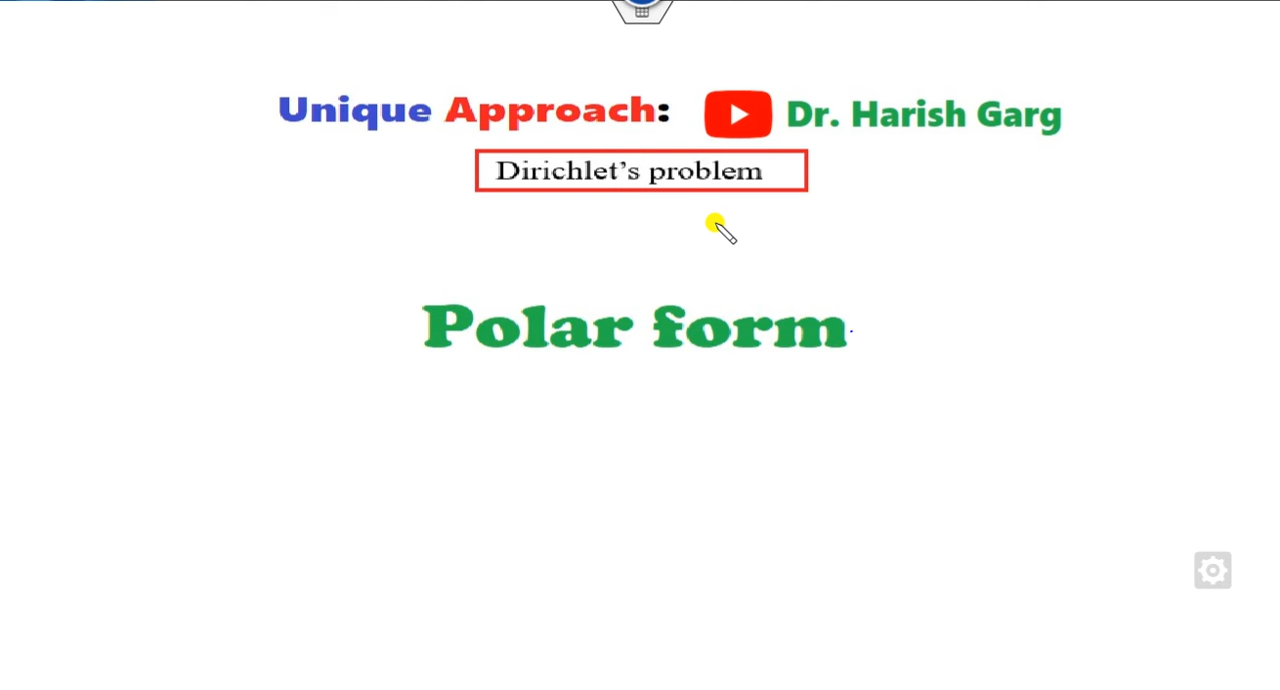 Unique Approach: Dr. Harish Garg
Dirichlet's problem
Polar form